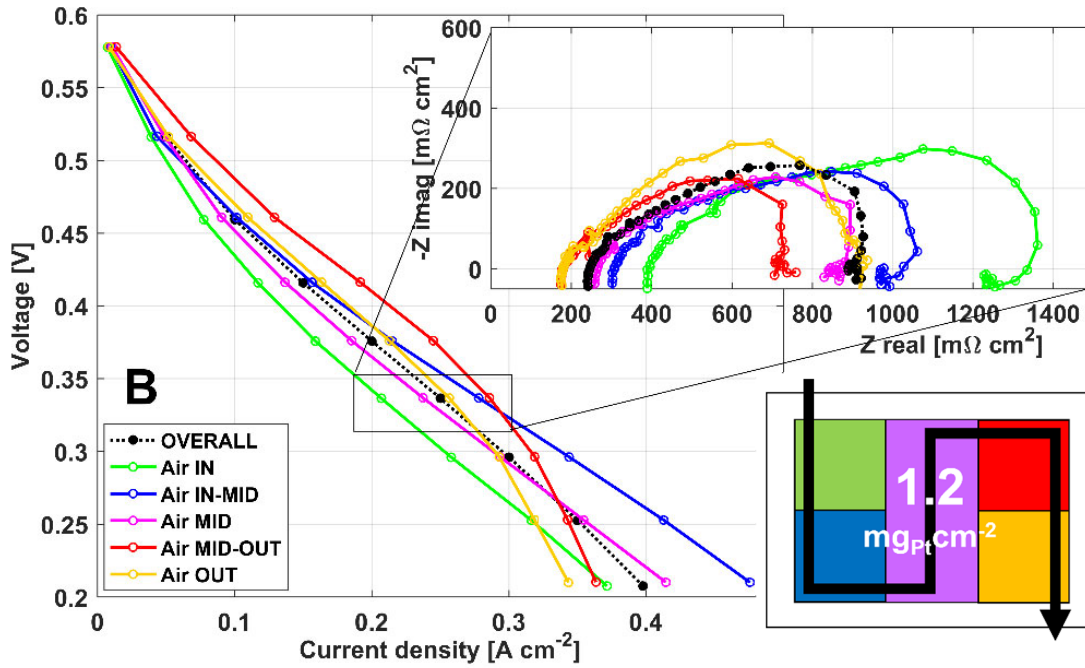 0.6
0.55
0.5
0.45
0.4
0.35
0.3
0.25
0.2
Voltage [V]
0
0.1
0.2
0.3
0.4
Current density [A cm-2]
B
OVERALL
Air IN
Air IN-MID
Air MID
Air MID-OUT
Air OUT
600
400
200
0
-Z imag [mΩ cm2]
0
200
400
600
800
1000
1200
1400
Z real [mΩ cm2]
1.2
mgPtcm-2